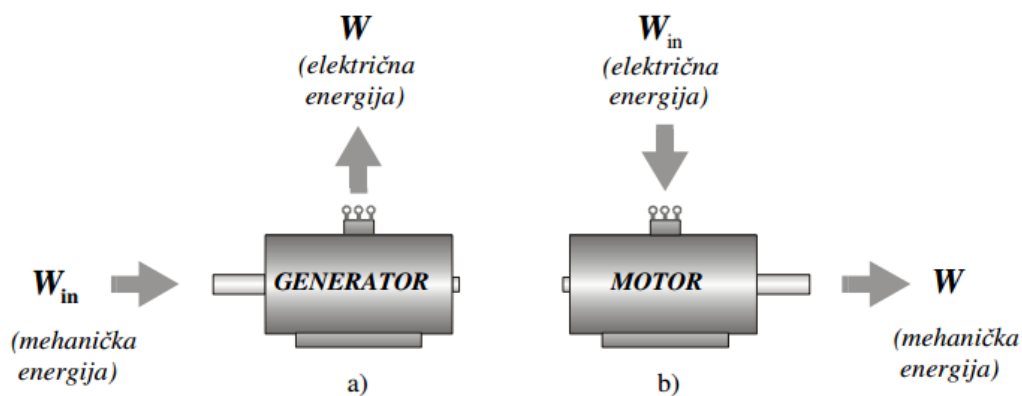 W
(električna
energija)
W_in
(električna
energija)
W_in
GENERATOR
MOTOR
W
(mehanička
energija)
(mehanička
energija)
a)
b)